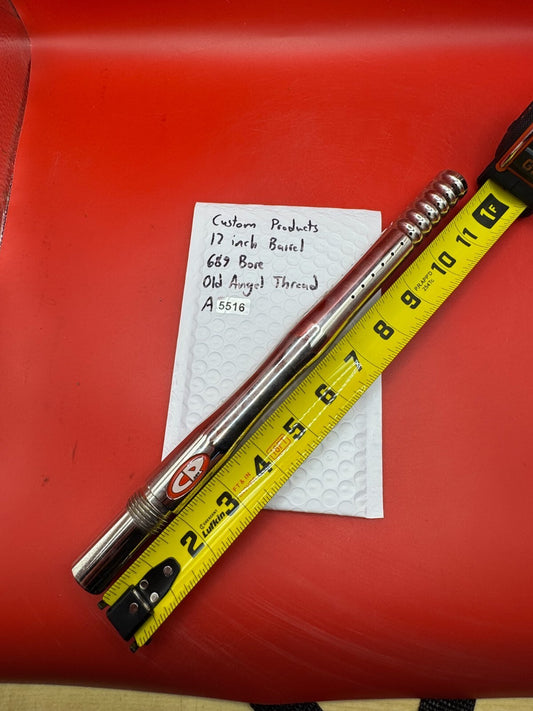 Custom Products
12 inch Barrel
689 Bore
Old Angel Thread
A 5516
CP
2 3 4 5 6 7 8 9 10 11 1F
Lufkin